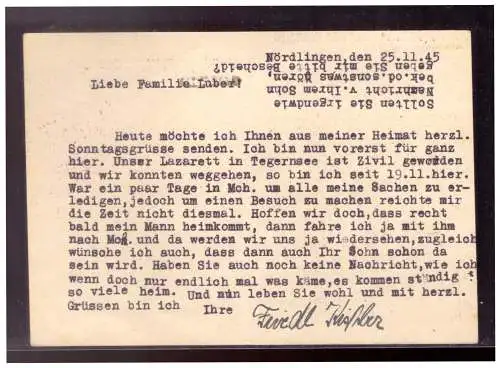 Nördlingen, den 25.11.45
Liebe Familie Luber!
Heute möchte ich Ihnen aus meiner Heimat herzl.
Sonntagsgrüsse senden. Ich bin nun vorerst für ganz
hier. Unser Lazarett in Tegernsee ist Zivil geworden
und wir konnten weggehen, so bin ich seit 19.11.hier.
War ein paar Tage in Mch. um alle meine Sachen zu er-
ledigen,jedoch um einen Besuch zu machen reichte mir
die Zeit nicht diesmal. Hoffen wir doch,dass recht
bald mein Mann heimkommt, dann fahre ich ja mit ihm
nach Mch. und da werden wir uns ja wiedersehen,zugleich
wünsche ich auch, dass dann auch Ihr Sohn schon da
sein wird. Haben Sie auch noch keine Nachricht,wie ich
wenn doch nur endlich mal was käme,es kommen ständig
so viele heim. Und nun leben Sie wohl und mit herzl.
Grüssen bin ich Ihre
Sollten Sie irgendwie
Nachricht v.Ihrem Sohn
bek.od.sonstwas hören,
geben Sie mir bitte Bescheid?